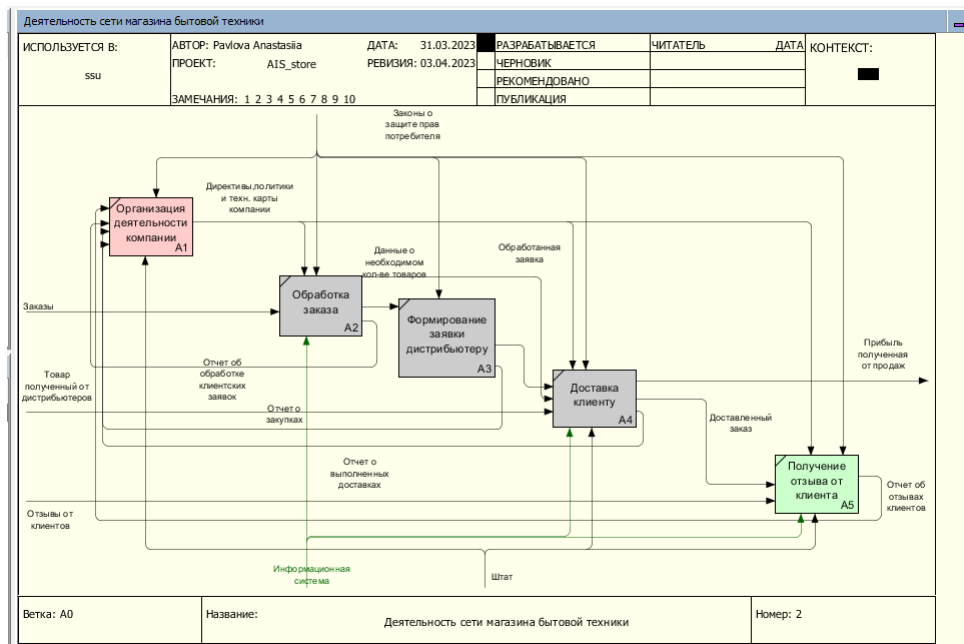 Деятельность сети магазина бытовой техники
ИСПОЛЬЗУЕТСЯ В:
ssu
АВТОР: Pavlova Anastasiia
ДАТА: 31.03.2023
ПРОЕКТ: AIS_store
РЕВИЗИЯ: 03.04.2023
ЗАМЕЧАНИЯ: 1 2 3 4 5 6 7 8 9 10
РАЗРАБАТЫВАЕТСЯ
ЧЕРНОВИК
РЕКОМЕНДОВАНО
ПУБЛИКАЦИЯ
ЧИТАТЕЛЬ
ДАТА
КОНТЕКСТ:
Законы о
защите прав
потребителя
Директивы,политики
и техн. карты
компании
Организация
деятельности
компании
A1
Данные о
необходимом
кол-ве товаров
Обработанная
заявка
Заказы
Обработка
заказа
A2
Формирование
заявки
дистрибьютеру
A3
Прибыль
полученная
от продаж
Отчет об
обработке
клиентских
заявок
Товар
полученный от
дистрибьютеров
Доставка
клиенту
A4
Отчет о
закупках
Доставленный
заказ
Отчет о
выполненных
доставках
Получение
отзыва от
клиента
A5
Отчет об
отзывах
клиентов
Отзывы от
клиентов
Информационная
система
Штат
Ветка: A0
Название:
Деятельность сети магазина бытовой техники
Номер: 2